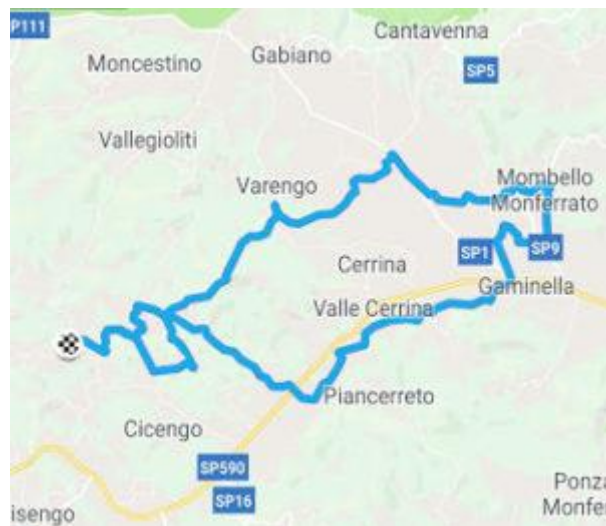 P111
Cantavenna
Gabiano
Moncestino
SP5
Vallegioliti
Mombello
Monferrato
Varengo
SP1
SP9
Cerrina
Gaminella
Valle Cerrina
Piancerreto
Cicengo
SP590
SP16
Ponza
Monfe
isengo